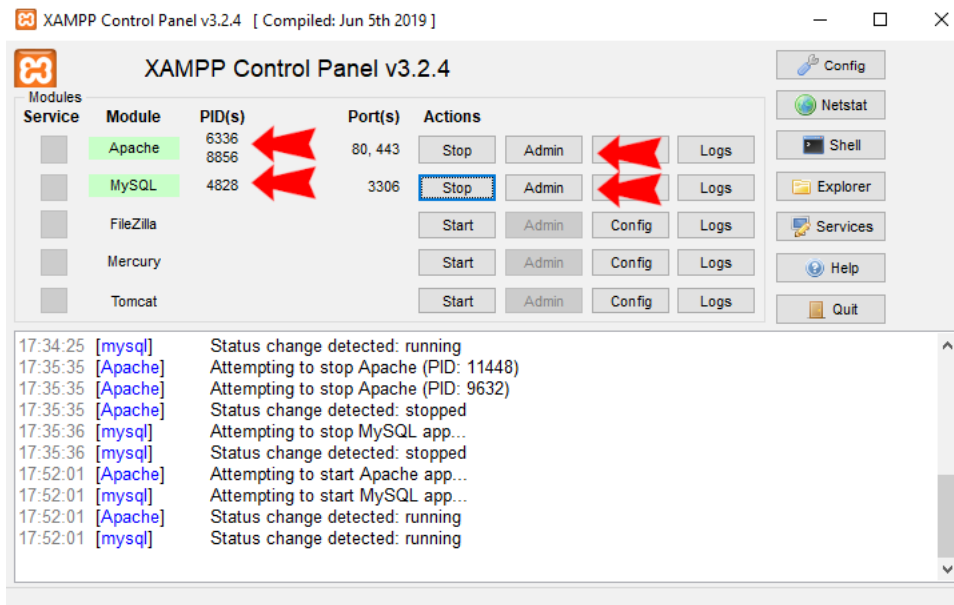 XAMPP Control Panel v3.2.4 [ Compiled: Jun 5th 2019 ]
XAMPP Control Panel v3.2.4
Config
Modules
Service Module PID(s) Port(s) Actions
Netstat
Apache 6336 8856 80, 443 Stop Admin Logs
Shell
MySQL 4828 3306 Stop Admin Logs
Explorer
FileZilla Start Admin Config Logs
Services
Mercury Start Admin Config Logs
Help
Tomcat Start Admin Config Logs
Quit
17:34:25 [mysql] Status change detected: running
17:35:35 [Apache] Attempting to stop Apache (PID: 11448)
17:35:35 [Apache] Attempting to stop Apache (PID: 9632)
17:35:35 [Apache] Status change detected: stopped
17:35:36 [mysql] Attempting to stop MySQL app...
17:35:36 [mysql] Status change detected: stopped
17:52:01 [Apache] Attempting to start Apache app...
17:52:01 [mysql] Attempting to start MySQL app...
17:52:01 [Apache] Status change detected: running
17:52:01 [mysql] Status change detected: running